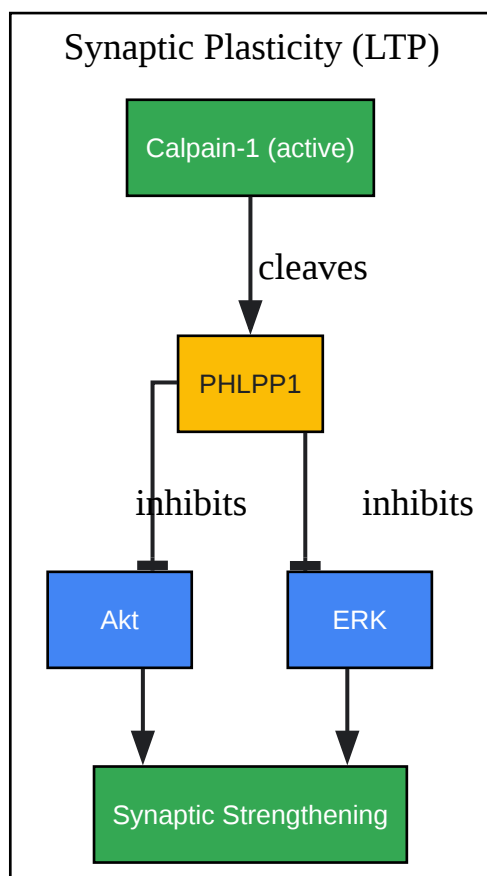 Synaptic Plasticity (LTP)
Calpain-1 (active)
cleaves
PHLPP1
inhibits
inhibits
Akt
ERK
Synaptic Strengthening